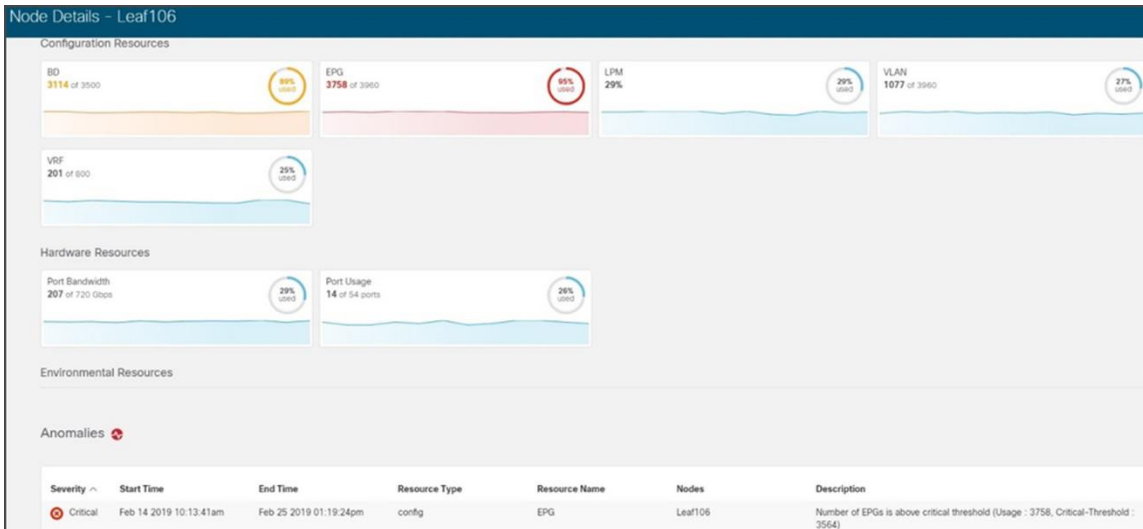 Node Details - Leaf106
Configuration Resources
BD
3114 of 3500
89%
used
EPG
3758 of 3960
95%
used
LPM
29%
29%
used
VLAN
1077 of 3960
27%
used
VRF
201 of 800
25%
used
Hardware Resources
Port Bandwidth
207 of 720 Gbps
29%
used
Port Usage
14 of 54 ports
26%
used
Environmental Resources
Anomalies
Severity Start Time End Time Resource Type Resource Name Nodes Description
Critical Feb 14 2019 10:13:41am Feb 25 2019 01:19:24pm config EPG Leaf106 Number of EPGs is above critical threshold (Usage : 3758, Critical-Threshold :
3564)